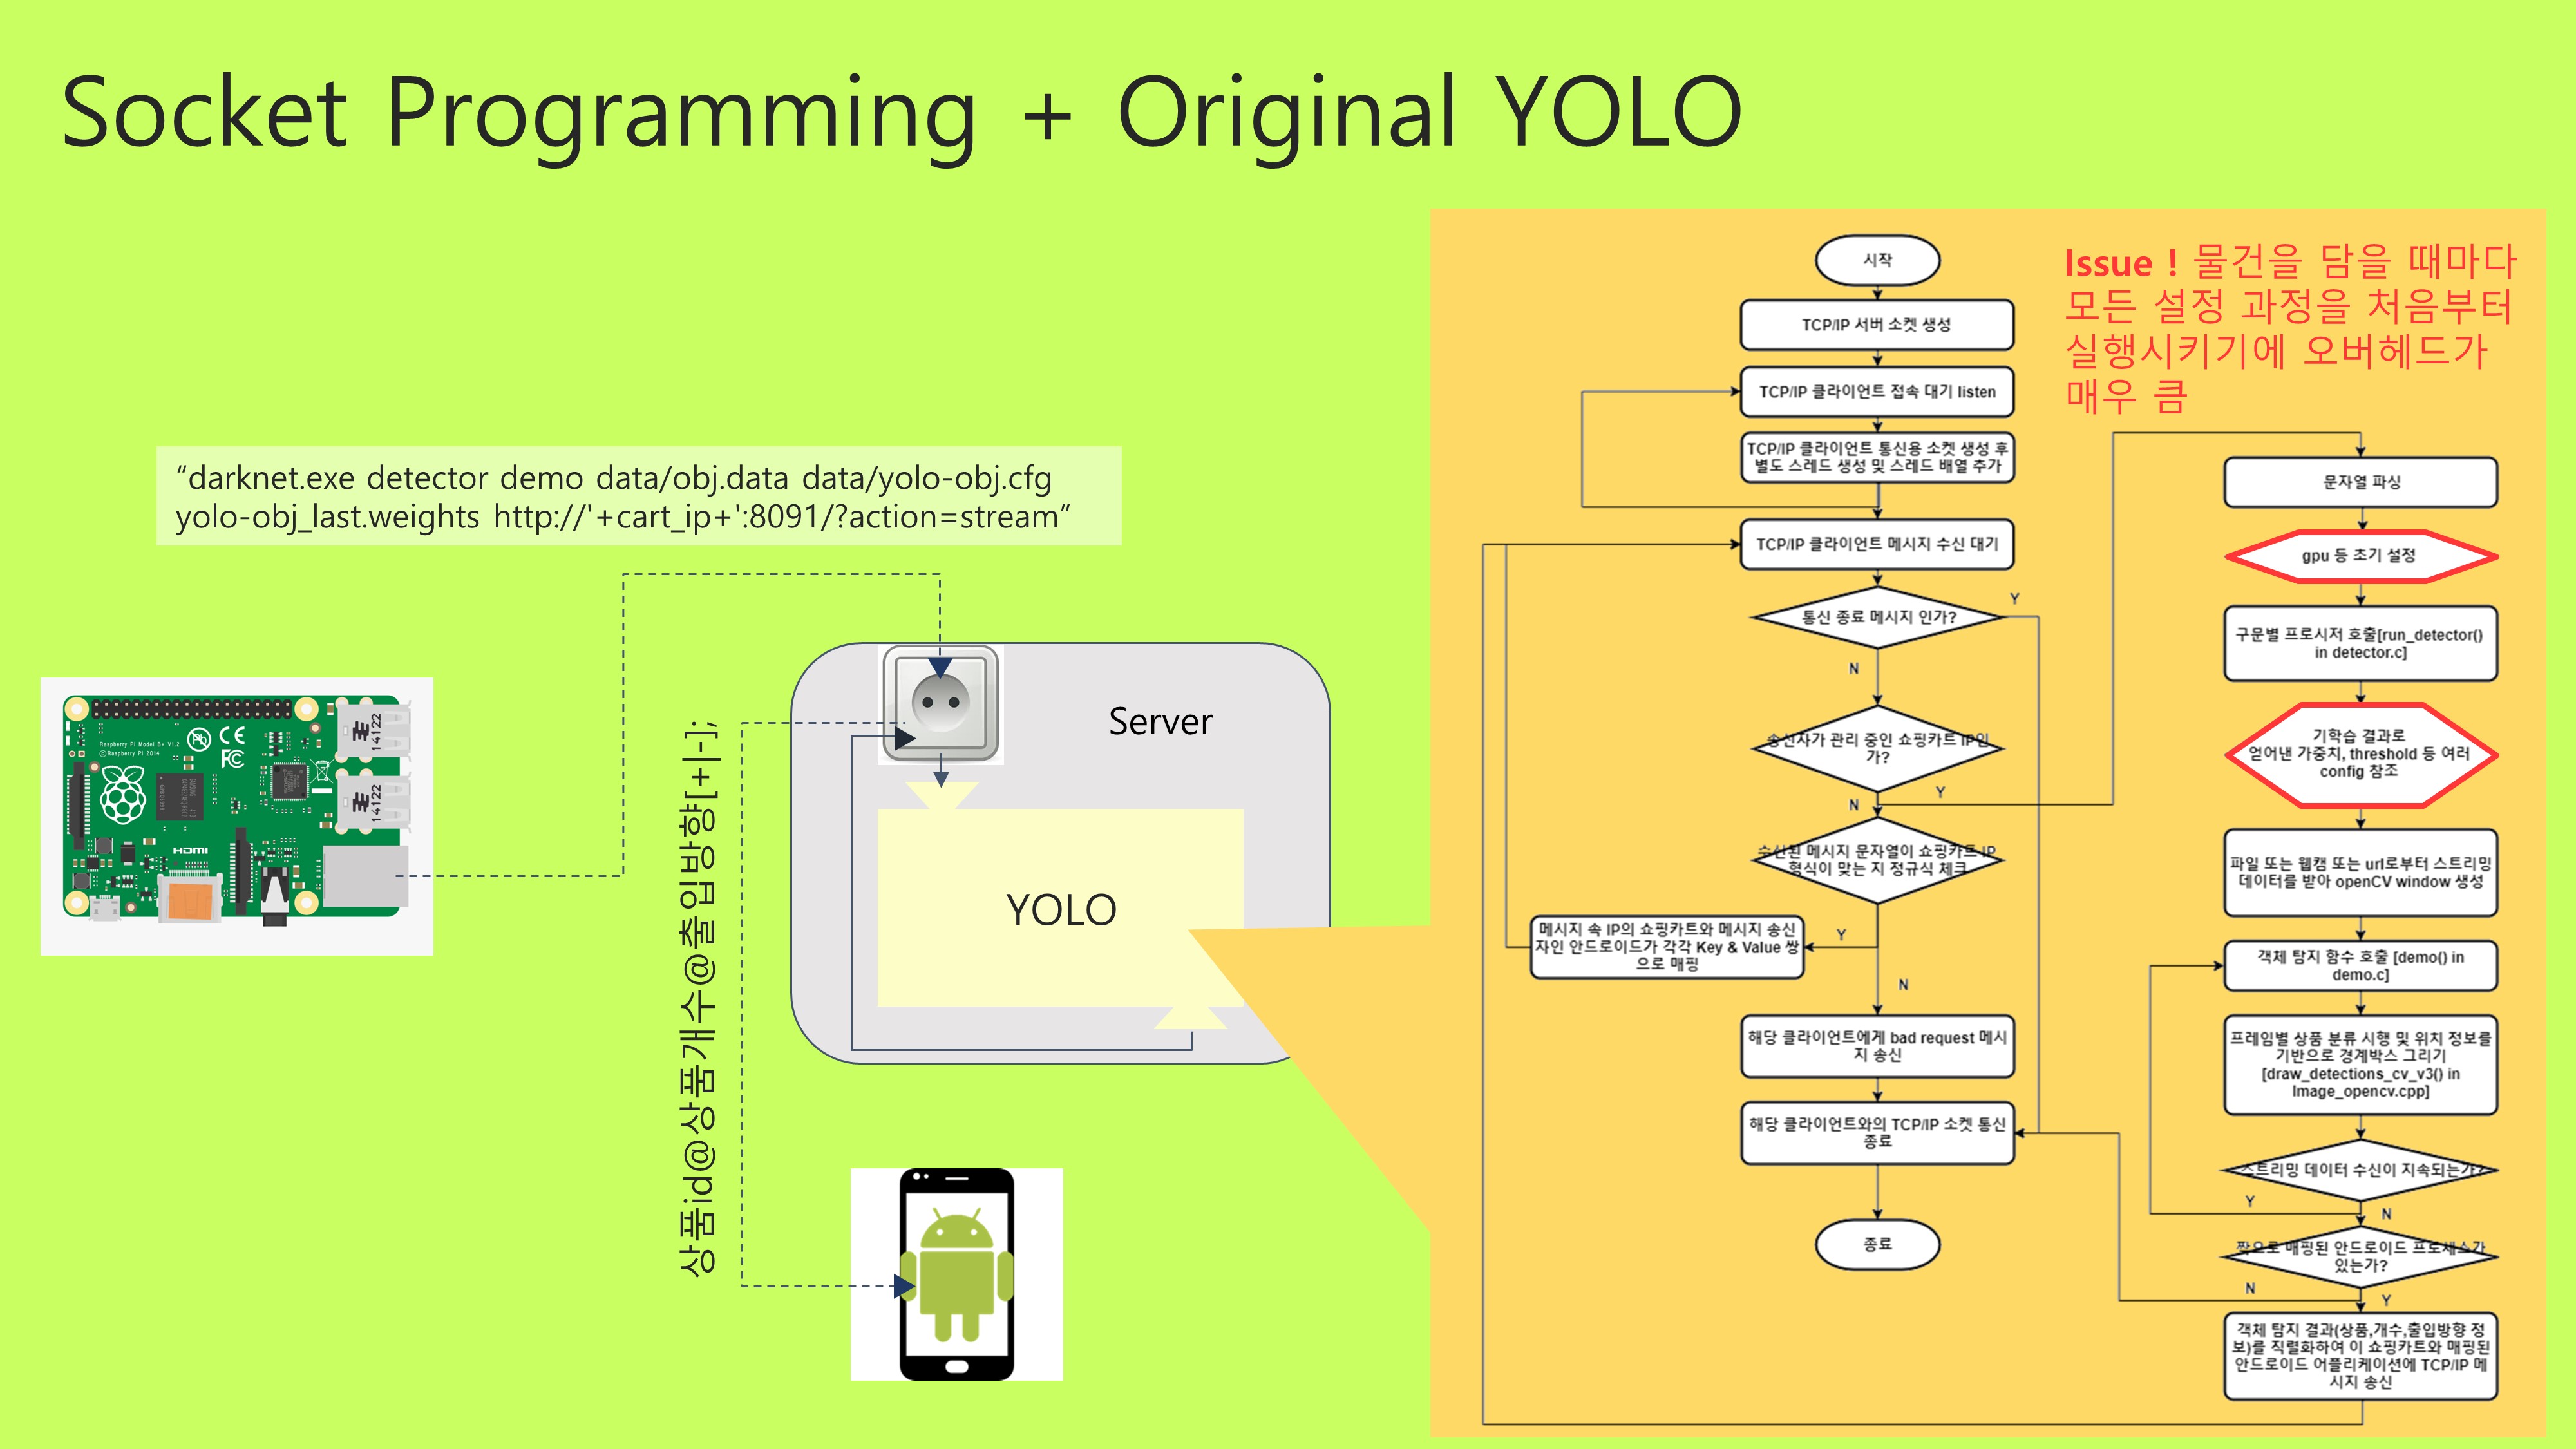 Socket Programming + Original YOLO
“darknet.exe detector demo data/obj.data data/yolo-obj.cfg
yolo-obj_last.weights http://'+cart_ip+':8091/?action=stream”
Raspberry Pi Model B+ V1.2
©Raspberry Pi 2014
HDMI
14122
14122
상품id@상품개수@출입방향[+|-];
Server
YOLO
Issue ! 물건을 담을 때마다
모든 설정 과정을 처음부터
실행시키기에 오버헤드가
매우 큼
시작
TCP/IP 서버 소켓 생성
TCP/IP 클라이언트 접속 대기 listen
TCP/IP 클라이언트 통신용 소켓 생성 후
별도 스레드 생성 및 스레드 배열 추가
TCP/IP 클라이언트 메시지 수신 대기
통신 종료 메시지 인가?
Y
N
송신자가 관리 중인 쇼핑카트 IP인
가?
Y
N
수신된 메시지 문자열이 쇼핑카트 IP
형식이 맞는 지 정규식 체크
Y
메시지 속 IP의 쇼핑카트와 메시지 송신
자인 안드로이드가 각각 Key & Value 쌍
으로 매핑
N
해당 클라이언트에게 bad request 메시
지 송신
해당 클라이언트와의 TCP/IP 소켓 통신
종료
종료
문자열 파싱
gpu 등 초기 설정
구문별 프로시저 호출[run_detector()
in detector.c]
기학습 결과로
얻어낸 가중치, threshold 등 여러
config 참조
파일 또는 웹캠 또는 url로부터 스트리밍
데이터를 받아 openCV window 생성
객체 탐지 함수 호출 [demo() in
demo.c]
프레임별 상품 분류 시행 및 위치 정보를
기반으로 경계박스 그리기
[draw_detections_cv_v3() in
Image_opencv.cpp]
스트리밍 데이터 수신이 지속되는가?
Y
N
짝으로 매핑된 안드로이드 프로세스가
있는가?
N
Y
객체 탐지 결과(상품,개수,출입방향 정
보)를 직렬화하여 이 쇼핑카트와 매핑된
안드로이드 어플리케이션에 TCP/IP 메
시지 송신